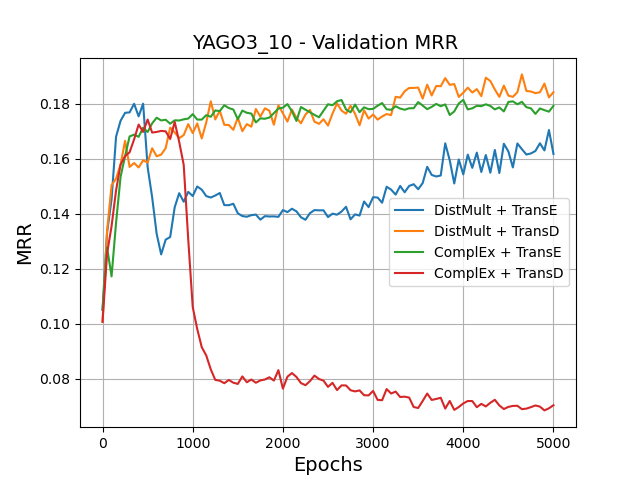 YAGO3_10 - Validation MRR
MRR
0.18
0.16
0.14
0.12
0.10
0.08
DistMult + TransE
DistMult + TransD
ComplEx + TransE
ComplEx + TransD
0 1000 2000 3000 4000 5000
Epochs